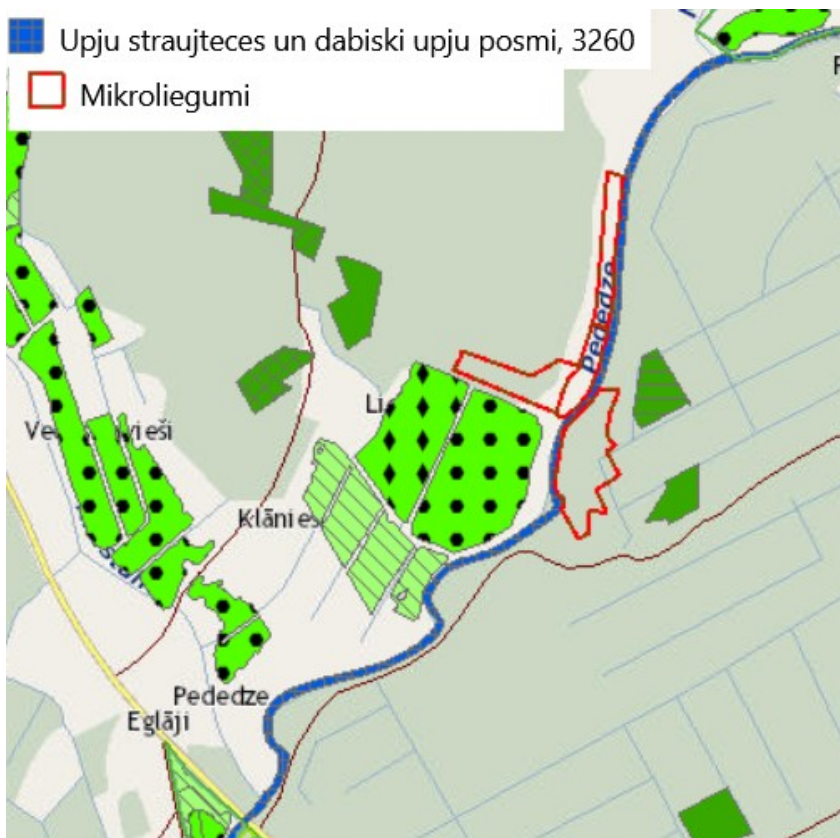 Upju straujteces un dabiski upju posmi, 3260
Mikroliegumi
Pededze
Klānieši
Pededze
Eglāji